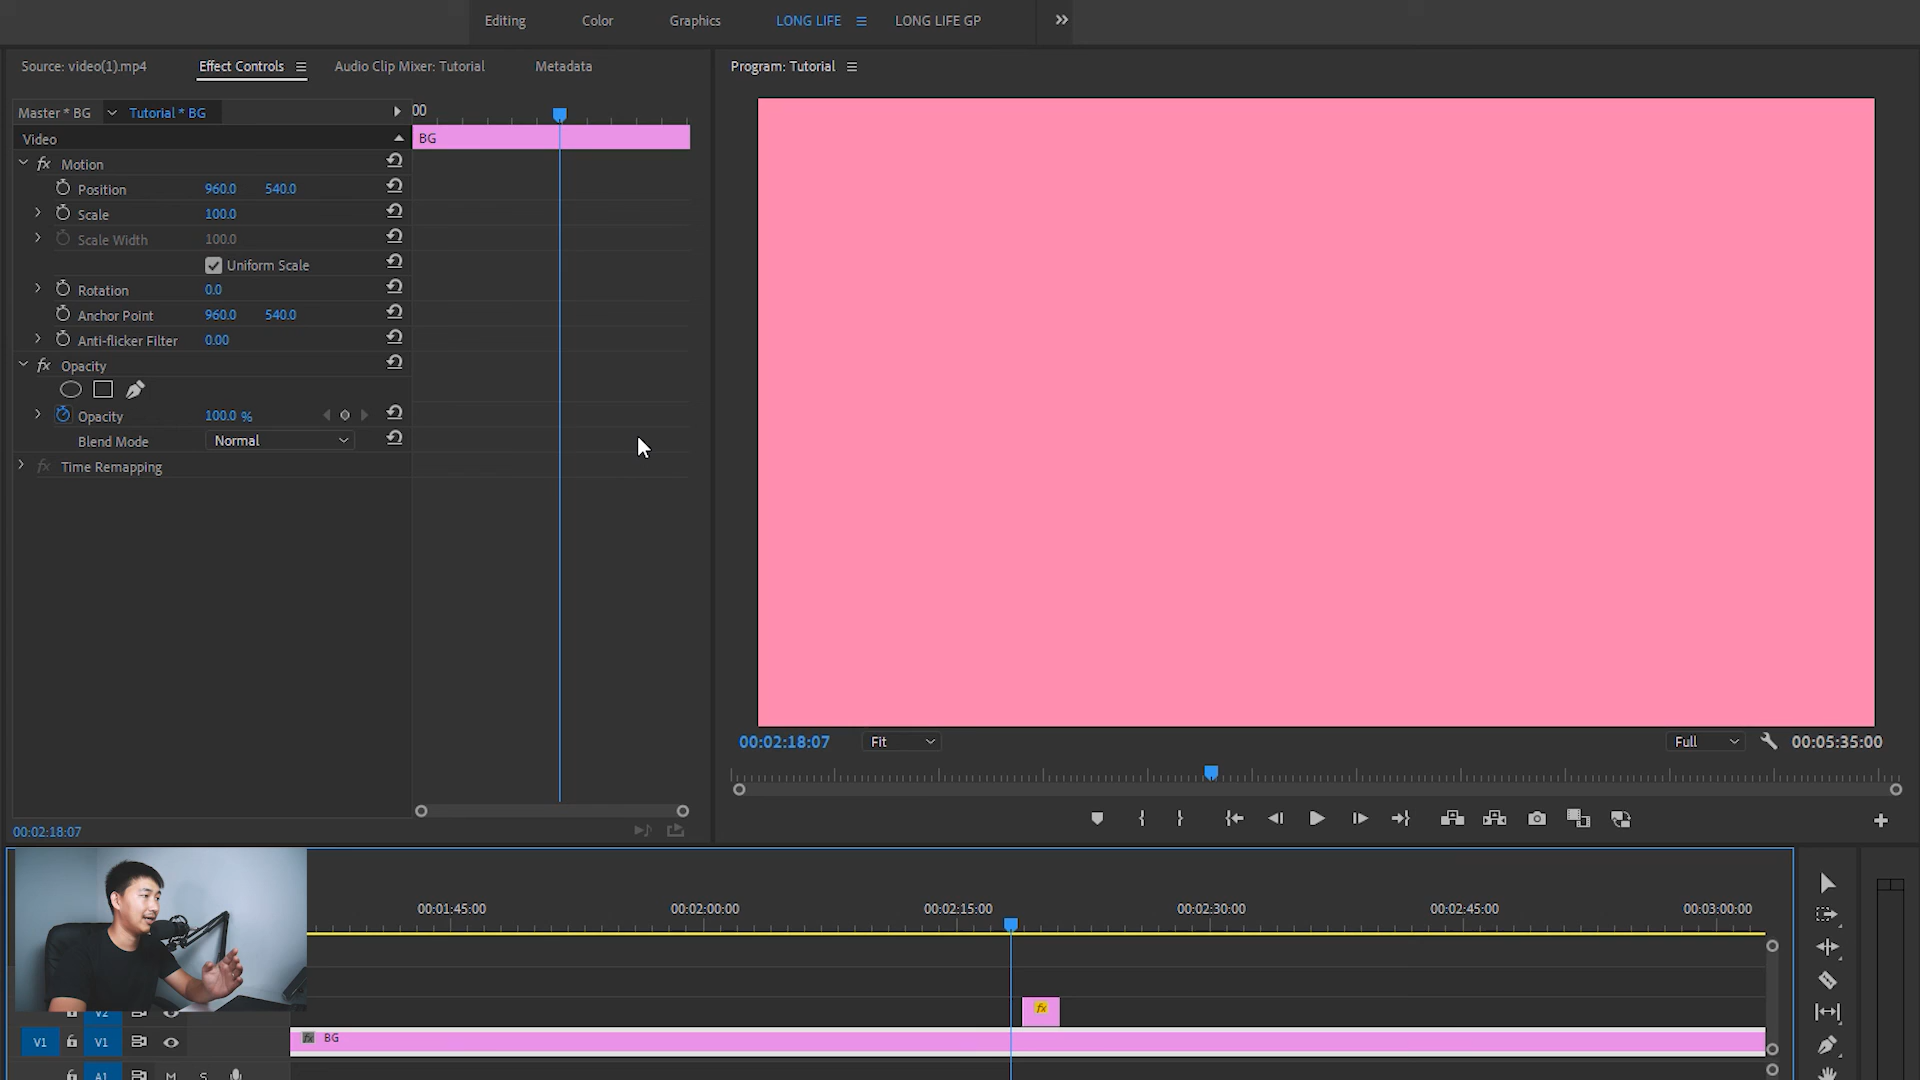 Editing Color Graphics LONG LIFE LONG LIFE GP
Source: video(1).mp4 Effect Controls Audio Clip Mixer: Tutorial Metadata
Program: Tutorial
Master * BG Tutorial * BG
00
Video
BG
fx Motion
Position 960.0 540.0
Scale 100.0
Scale Width 100.0
Uniform Scale
Rotation 0.0
Anchor Point 960.0 540.0
Anti-flicker Filter 0.00
fx Opacity
Opacity 100.0 %
Blend Mode Normal
fx Time Remapping
00:02:18:07 Fit Full 00:05:35:00
00:02:18:07
00:01:45:00 00:02:00:00 00:02:15:00 00:02:30:00 00:02:45:00 00:03:00:00
fx
V2
V1 V1 fx BG
A1 M S